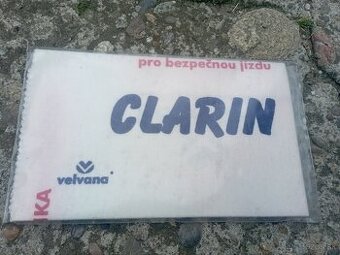 pro bezpečnou jízdu
CLARIN
velvana